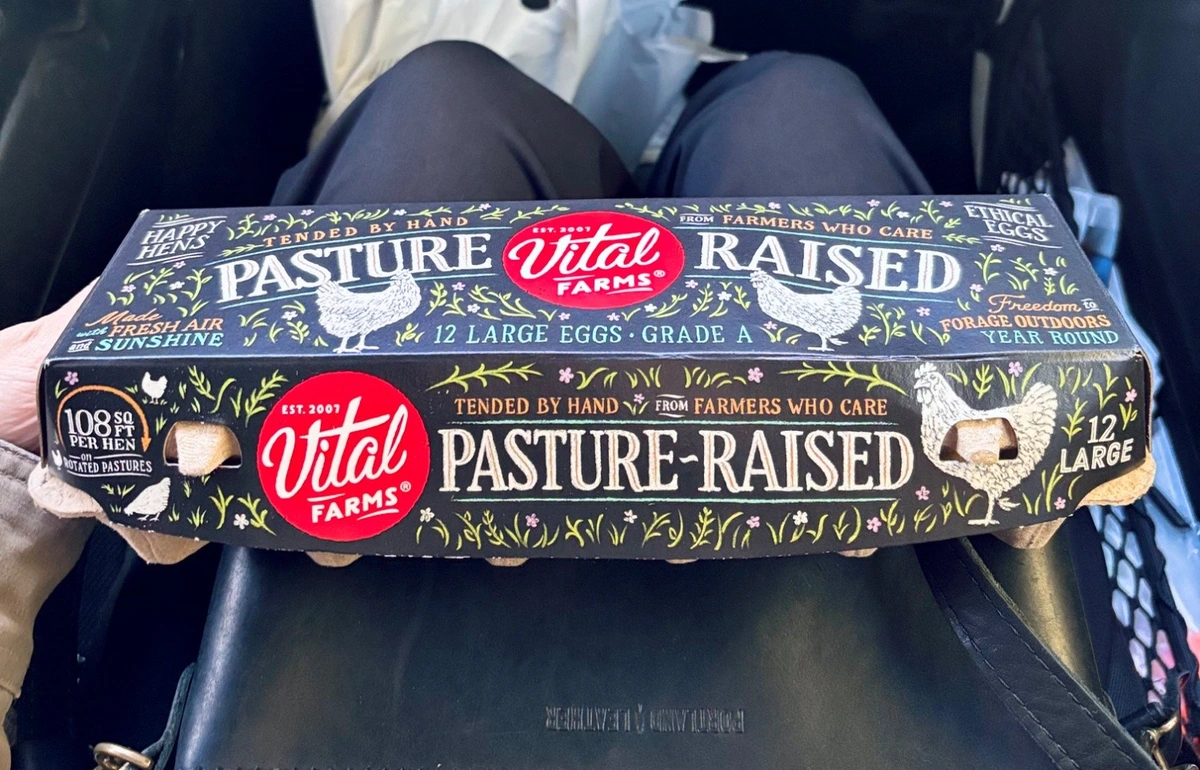 HAPPY
HENS
TENDED BY HAND
PASTURE
Made
with FRESH AIR
and SUNSHINE
EST. 2007
Vital
FARMS®
12 LARGE EGGS · GRADE A
FROM FARMERS WHO CARE
RAISED
ETHICAL
EGGS
Freedom to
FORAGE OUTDOORS
YEAR ROUND
108 SQ FT
PER HEN
on
ROTATED PASTURES
EST. 2007
Vital
FARMS®
TENDED BY HAND FROM FARMERS WHO CARE
PASTURE-RAISED
12
LARGE
PORTLAND LEATHER